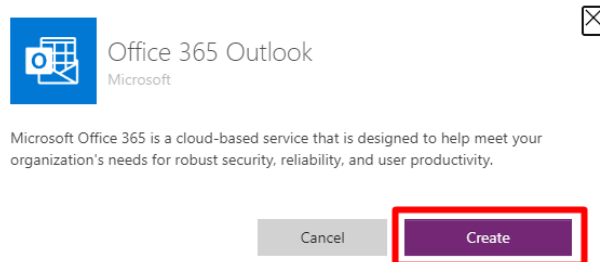 Office 365 Outlook
Microsoft
Microsoft Office 365 is a cloud-based service that is designed to help meet your
organization's needs for robust security, reliability, and user productivity.
Cancel
Create